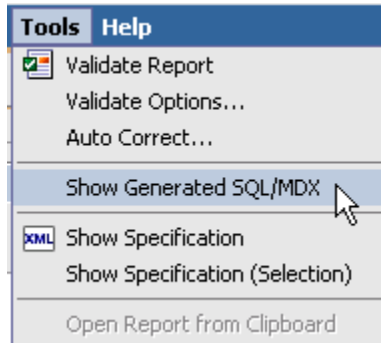 Tools Help
Validate Report
Validate Options...
Auto Correct...
Show Generated SQL/MDX
XML Show Specification
Show Specification (Selection)
Open Report from Clipboard